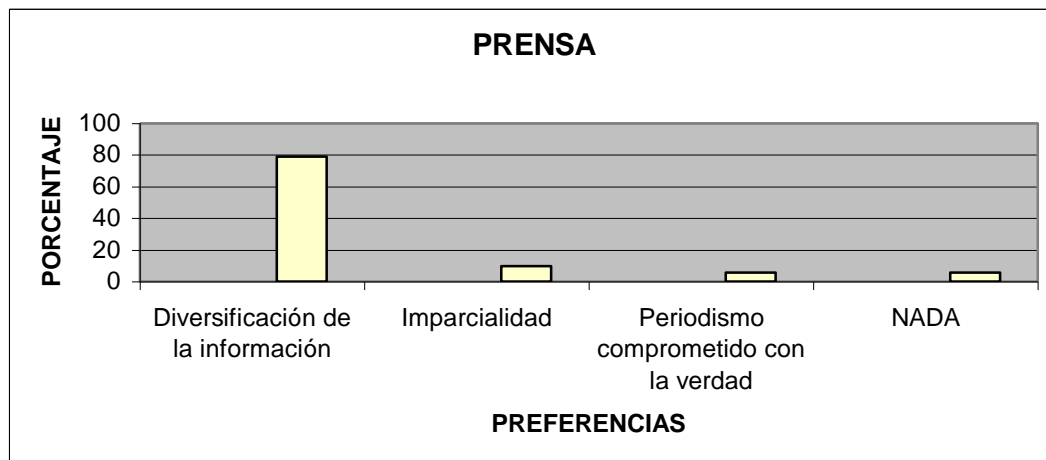 PRENSA
PORCENTAJE
100
80
60
40
20
0
Diversificación de
la información
Imparcialidad
Periodismo
comprometido con
la verdad
NADA
PREFERENCIAS